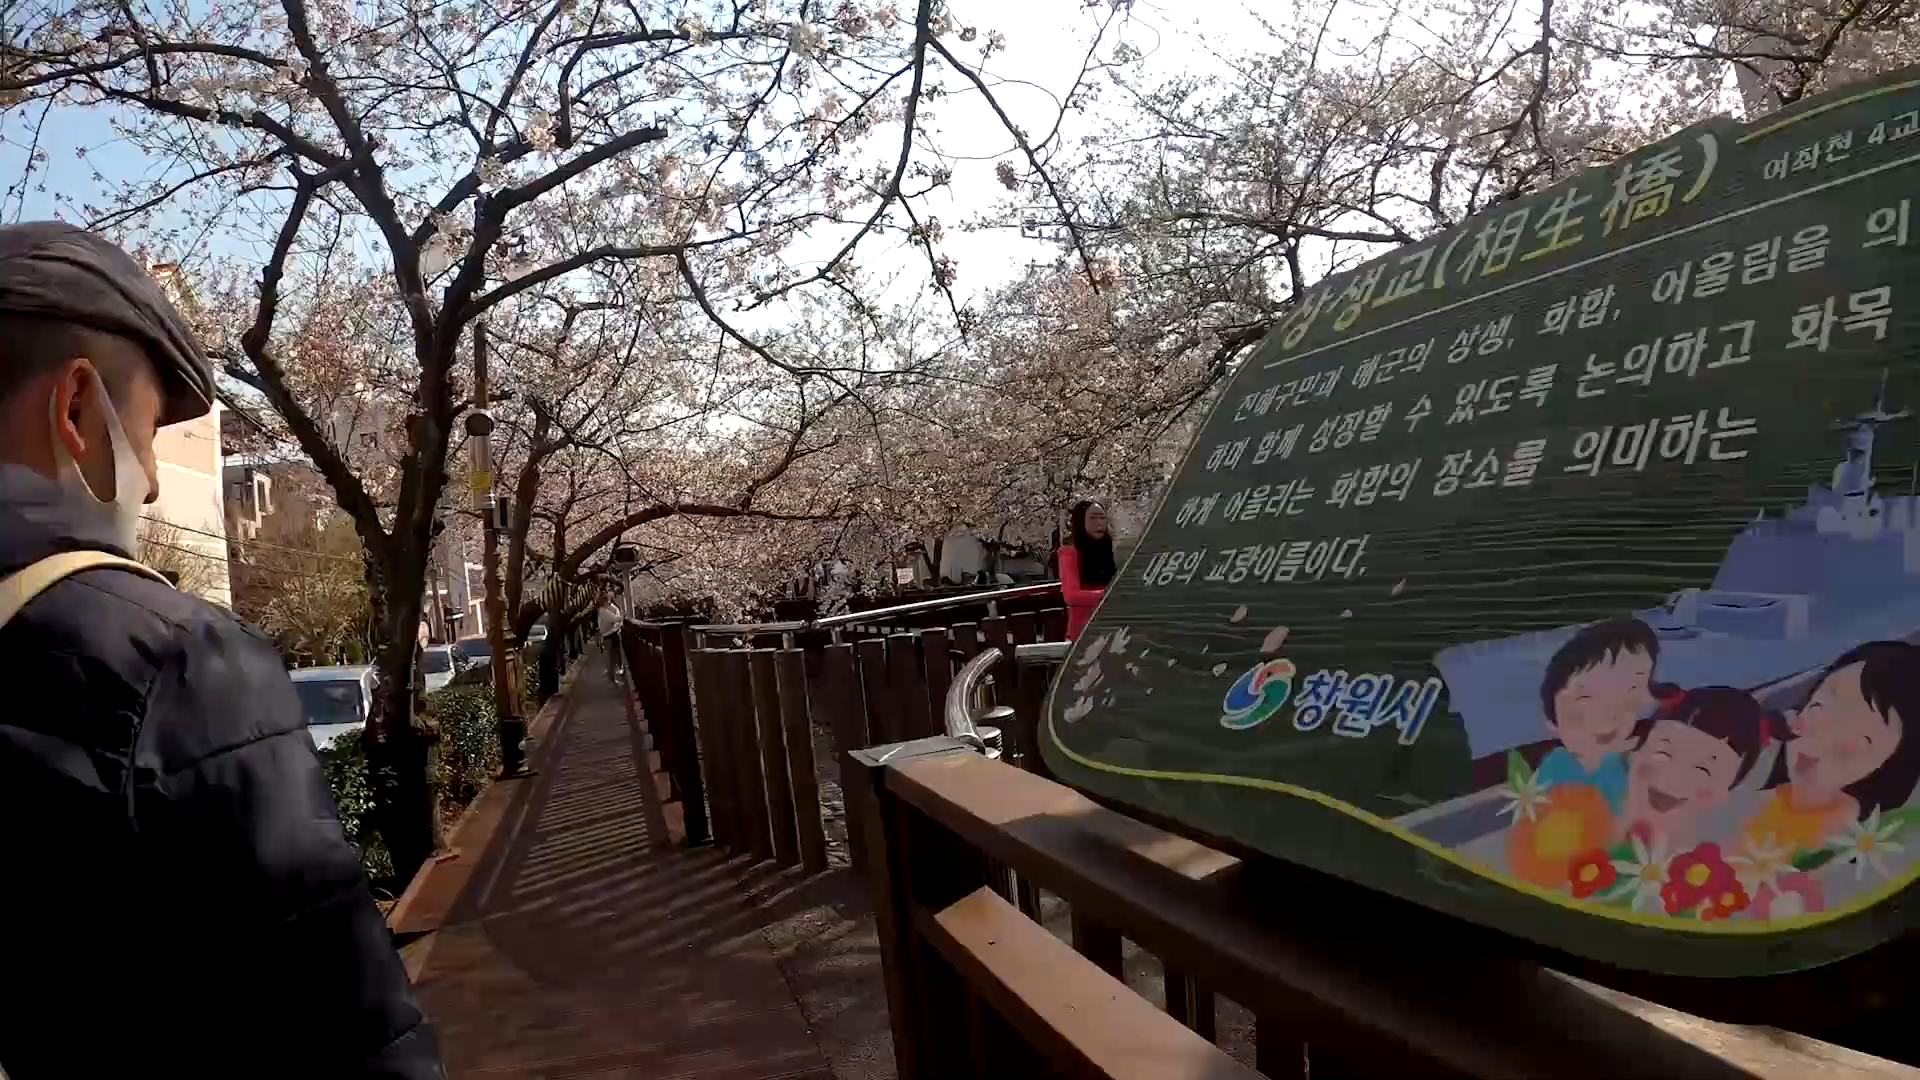 상생교(相生橋) 여좌천 4교
진해구민과 해군의 상생, 화합, 어울림을 의
하며 함께 성장할 수 있도록 논의하고 화목
하게 어울리는 화합의 장소를 의미하는
내용의 교량이름이다.
창원시